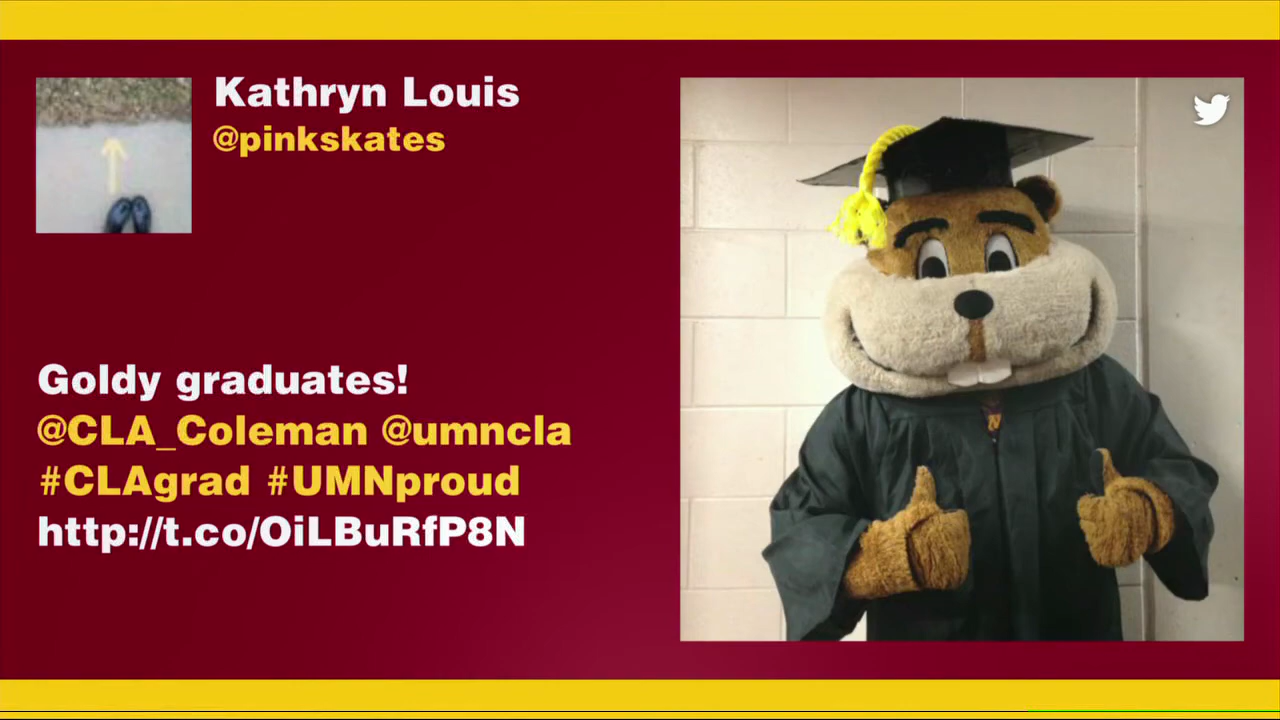 Kathryn Louis
@pinkskates
Goldy graduates!
@CLA_Coleman @umncla
#CLAgrad #UMNproud
http://t.co/OiLBuRfP8N